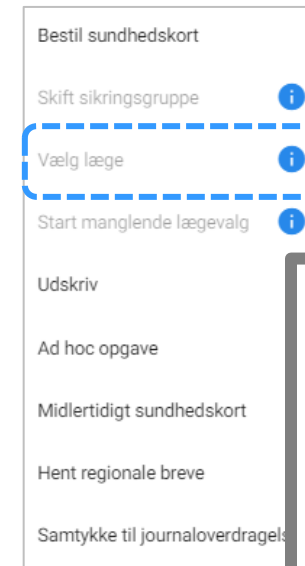 Bestil sundhedskort
Skift sikringsgruppe
Vælg læge
Start manglende lægevalg
Udskriv
Ad hoc opgave
Midlertidigt sundhedskort
Hent regionale breve
Samtykke til journaloverdragels